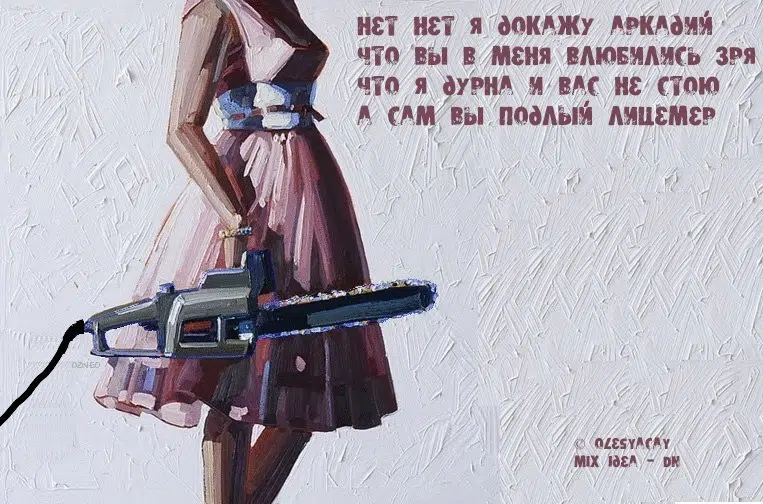 нет нет я докажу аркадий
что вы в меня влюбились зря
что я дурна и вас не стою
а сам вы подлый лицемер
DZINGO
© OLESYACAY
MIX IDEA - DN